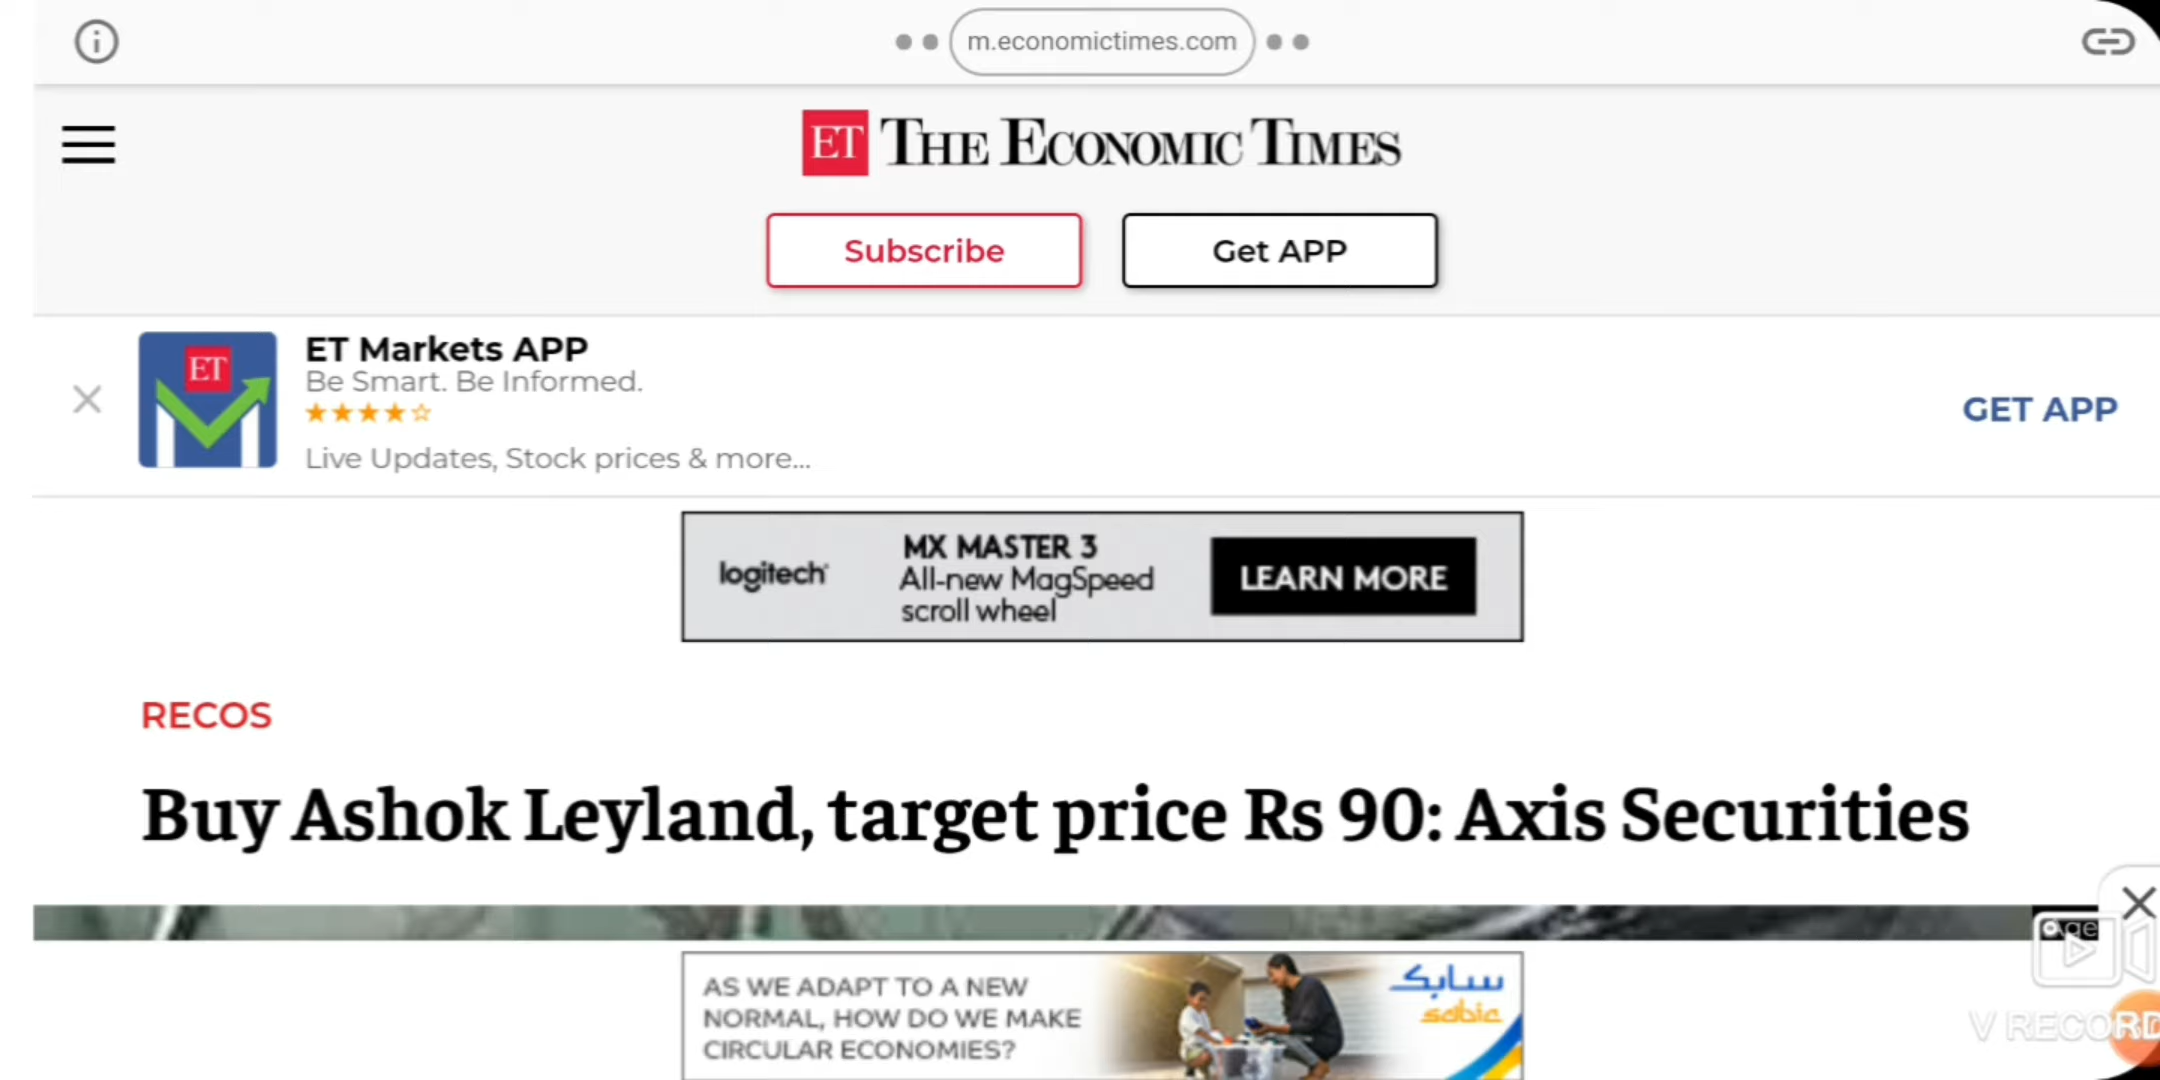 m.economictimes.com
ET THE ECONOMIC TIMES
Subscribe
Get APP
ET
ET Markets APP
Be Smart. Be Informed.
Live Updates, Stock prices & more...
GET APP
logitech
MX MASTER 3
All-new MagSpeed
scroll wheel
LEARN MORE
RECOS
Buy Ashok Leyland, target price Rs 90: Axis Securities
AS WE ADAPT TO A NEW
NORMAL, HOW DO WE MAKE
CIRCULAR ECONOMIES?
سابك
sabic
V RECORD